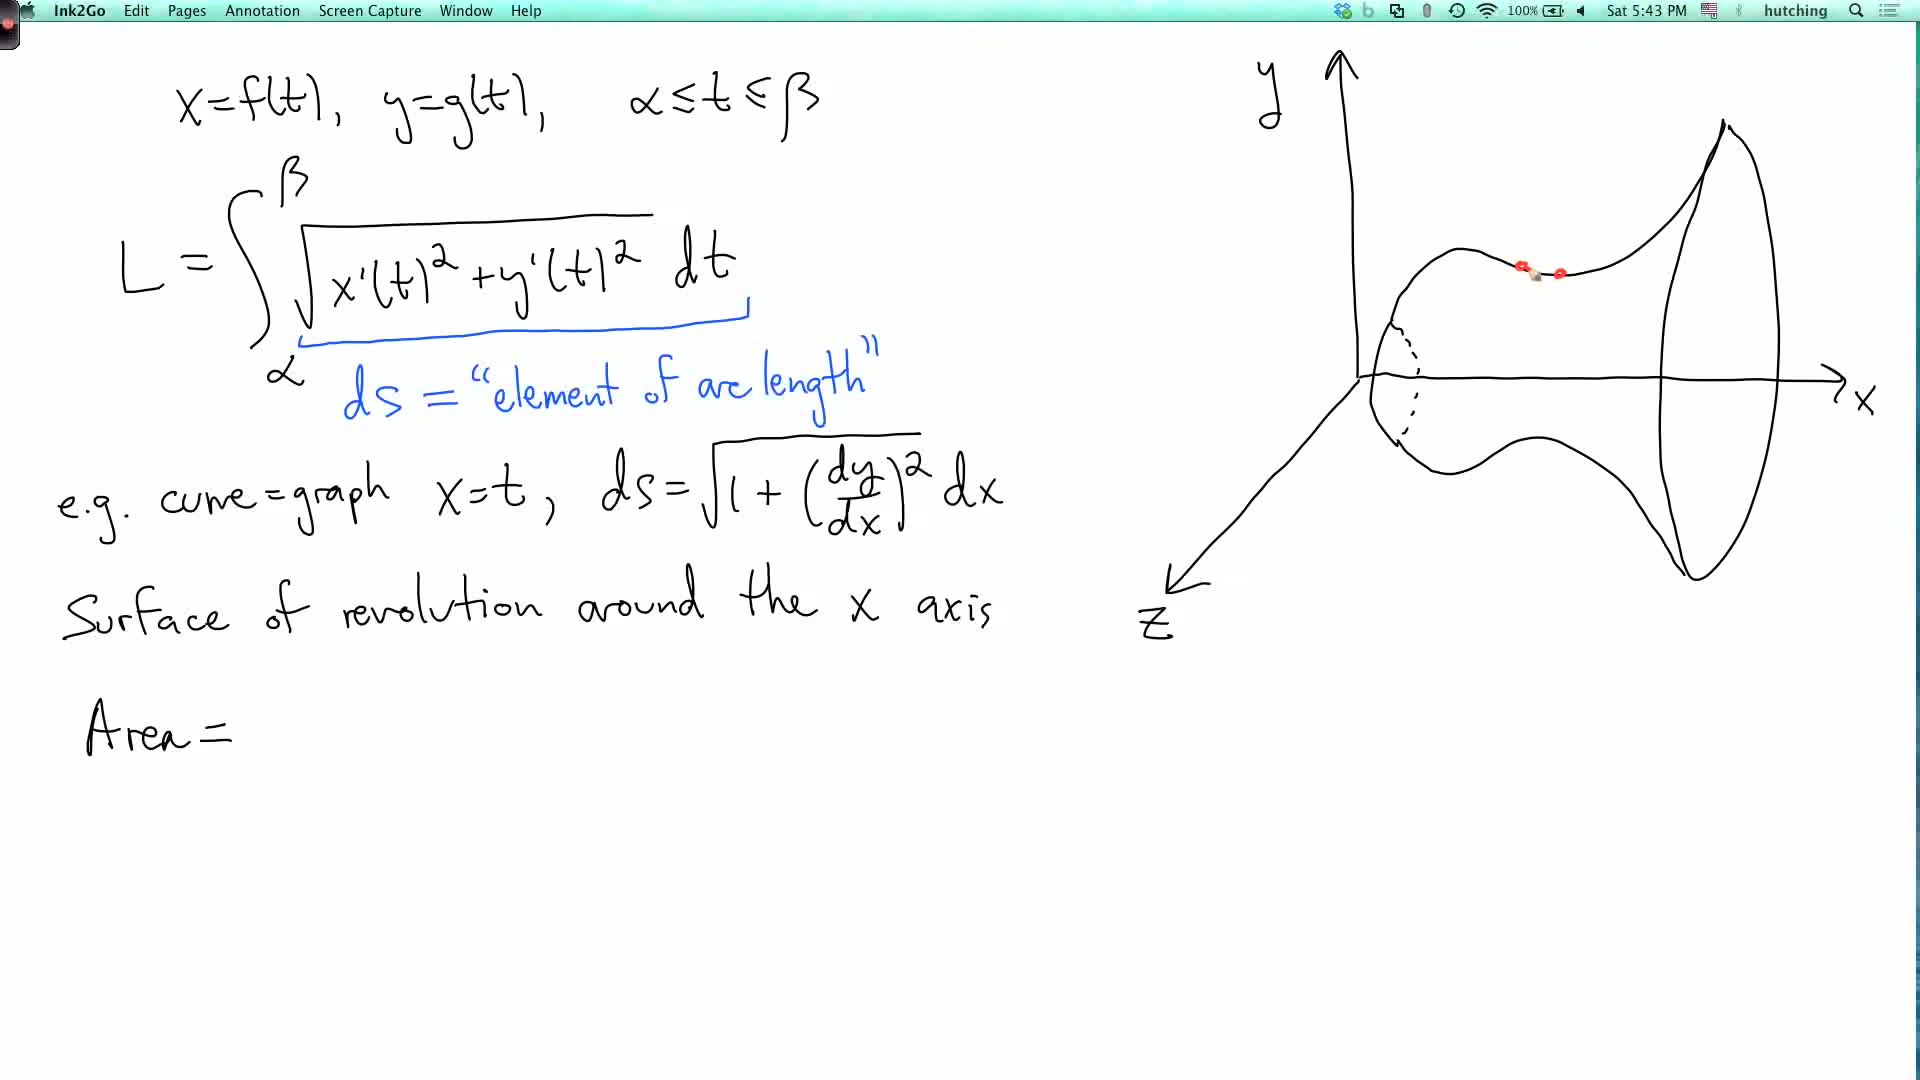 Ink2Go Edit Pages Annotation Screen Capture Window Help 100% Sat 5:43 PM hutching
x=f(t), y=g(t), α≤t≤β
L = ∫_α^β √(x'(t)²+y'(t)²) dt
ds = "element of arc length"
e.g. curve=graph x=t, ds=√(1+(dy/dx)²) dx
Surface of revolution around the x axis
Area=
y
x
z